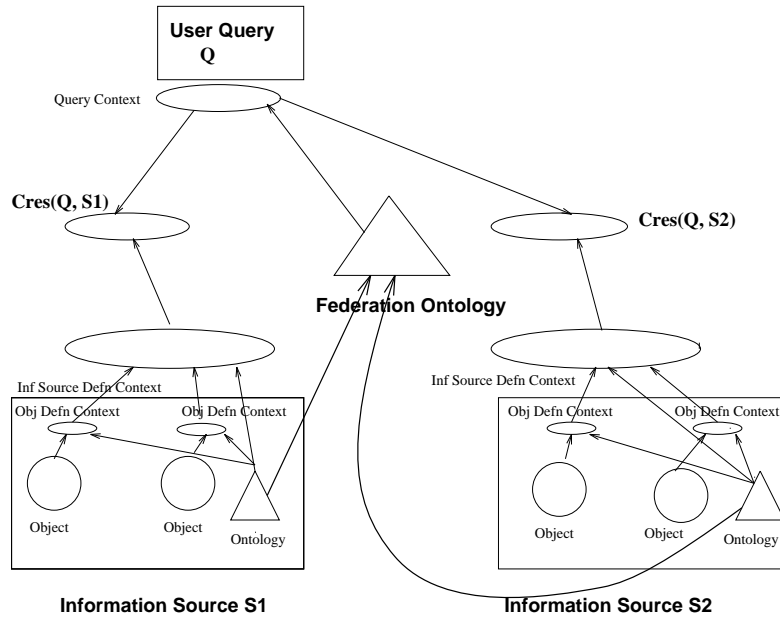 User Query
Q
Query Context
Cres(Q, S1)
Cres(Q, S2)
Federation Ontology
Inf Source Defn Context
Inf Source Defn Context
Obj Defn Context
Obj Defn Context
Obj Defn Context
Obj Defn Context
Object
Object
Ontology
Object
Object
Ontology
Information Source S1
Information Source S2